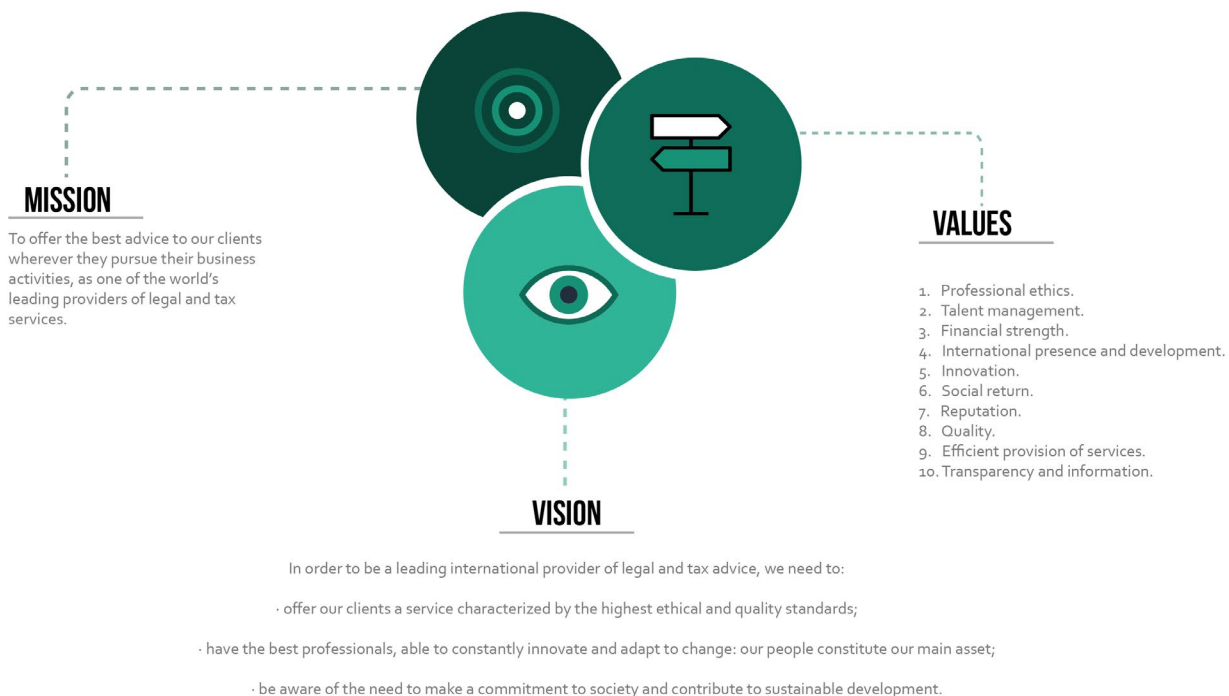 MISSION
To offer the best advice to our clients
wherever they pursue their business
activities, as one of the world's
leading providers of legal and tax
services.
VALUES
1. Professional ethics.
2. Talent management.
3. Financial strength.
4. International presence and development.
5. Innovation.
6. Social return.
7. Reputation.
8. Quality.
9. Efficient provision of services.
10. Transparency and information.
VISION
In order to be a leading international provider of legal and tax advice, we need to:
· offer our clients a service characterized by the highest ethical and quality standards;
· have the best professionals, able to constantly innovate and adapt to change: our people constitute our main asset;
· be aware of the need to make a commitment to society and contribute to sustainable development.